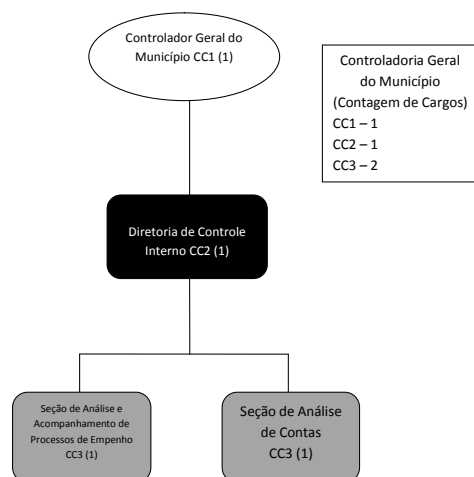 Controlador Geral do
Município CC1 (1)
Controladoria Geral
do Município
(Contagem de Cargos)
CC1 – 1
CC2 – 1
CC3 – 2
Diretoria de Controle
Interno CC2 (1)
Seção de Análise e
Acompanhamento de
Processos de Empenho
CC3 (1)
Seção de Análise
de Contas
CC3 (1)